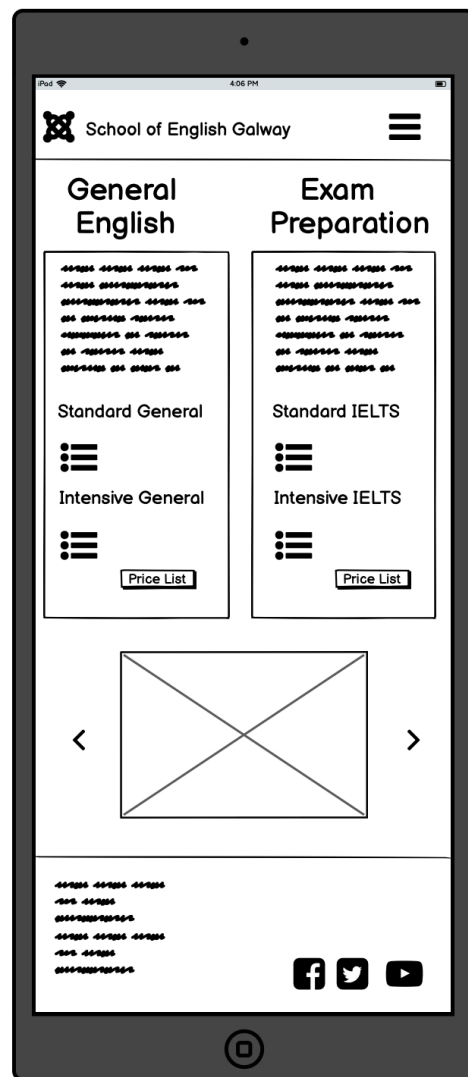 iPod 4:06 PM
School of English Galway
General
English
Standard General
Intensive General
Price List
Exam
Preparation
Standard IELTS
Intensive IELTS
Price List